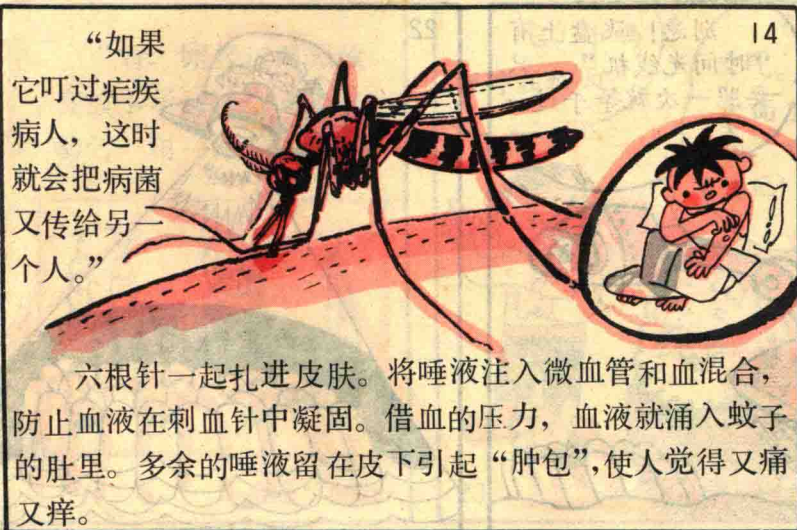 14
“如果
它叮过疟疾
病人，这时
就会把病菌
又传给另一
个人。”
六根针一起扎进皮肤。将唾液注入微血管和血混合，
防止血液在刺血针中凝固。借血的压力，血液就涌入蚊子
的肚里。多余的唾液留在皮下引起“肿包”，使人觉得又痛
又痒。